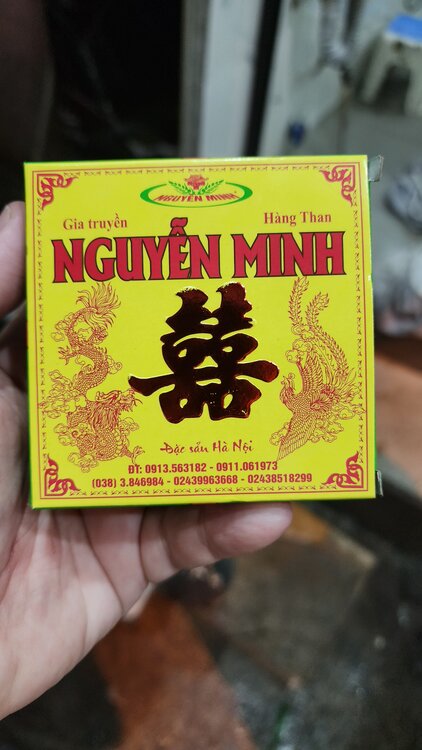 NGUYÊN MINH
Gia truyền
Hàng Than
NGUYỄN MINH
囍
Đặc sản Hà Nội
ĐT: 0913.563182 - 0911.061973
(038) 3.846984 - 02439963668 - 02438518299